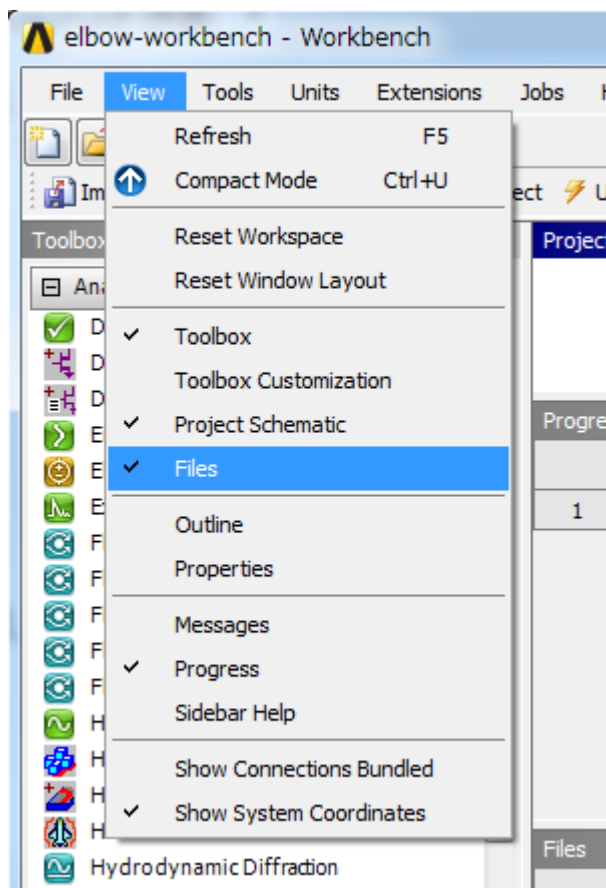 elbow-workbench - Workbench
File View Tools Units Extensions Jobs
Refresh F5
Compact Mode Ctrl+U
Reset Workspace
Reset Window Layout
Toolbox
Toolbox Customization
Project Schematic
Files
Outline
Properties
Messages
Progress
Sidebar Help
Show Connections Bundled
Show System Coordinates
Hydrodynamic Diffraction
1
Files